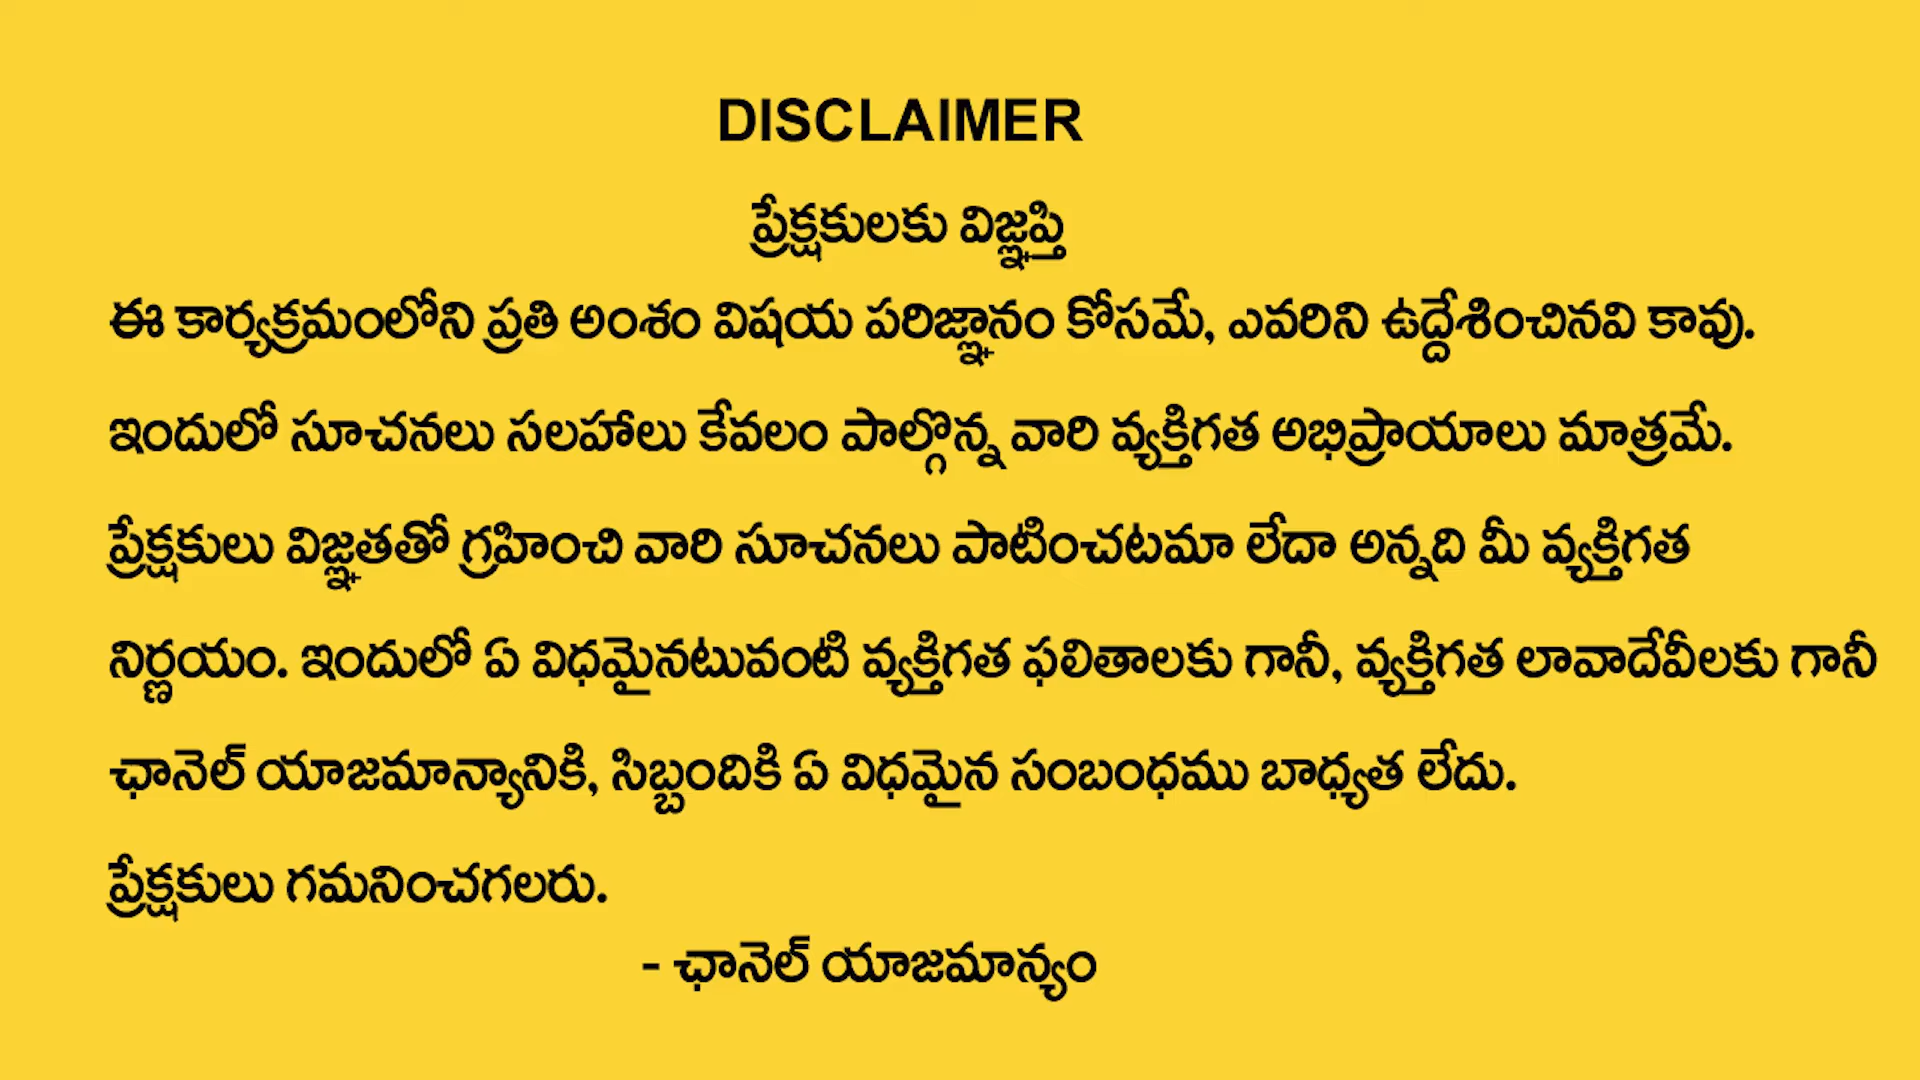 DISCLAIMER
ప్రేక్షకులకు విజ్ఞప్తి
ఈ కార్యక్రమంలోని ప్రతి అంశం విషయ పరిజ్ఞానం కోసమే, ఎవరిని ఉద్దేశించినవి కావు.
ఇందులో సూచనలు సలహాలు కేవలం పాల్గొన్న వారి వ్యక్తిగత అభిప్రాయాలు మాత్రమే.
ప్రేక్షకులు విజ్ఞతతో గ్రహించి వారి సూచనలు పాటించటమా లేదా అన్నది మీ వ్యక్తిగత
నిర్ణయం. ఇందులో ఏ విధమైనటువంటి వ్యక్తిగత ఫలితాలకు గానీ, వ్యక్తిగత లావాదేవీలకు గానీ
ఛానెల్ యాజమాన్యానికి, సిబ్బందికి ఏ విధమైన సంబంధము బాధ్యత లేదు.
ప్రేక్షకులు గమనించగలరు.
- ఛానెల్ యాజమాన్యం